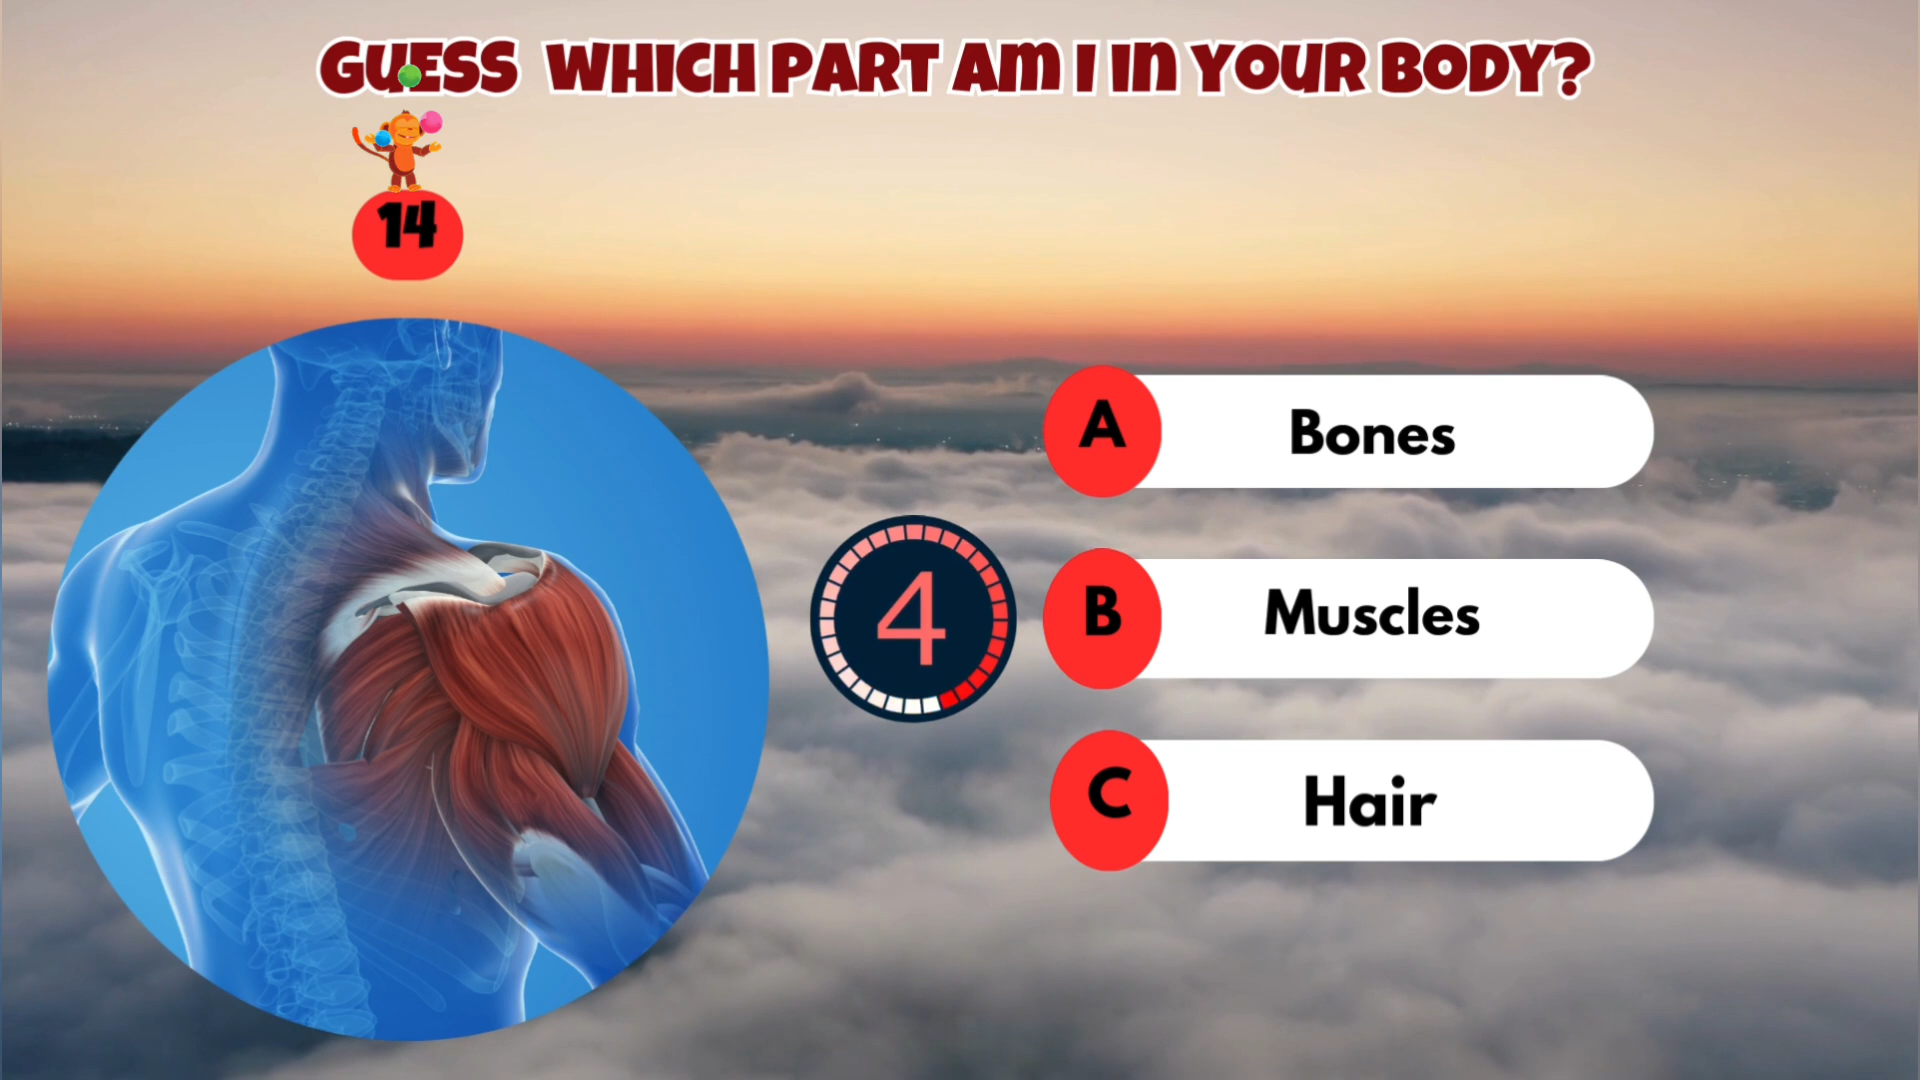 GUESS WHICH PART AM I IN YOUR BODY?
14
A Bones
4
B Muscles
C Hair